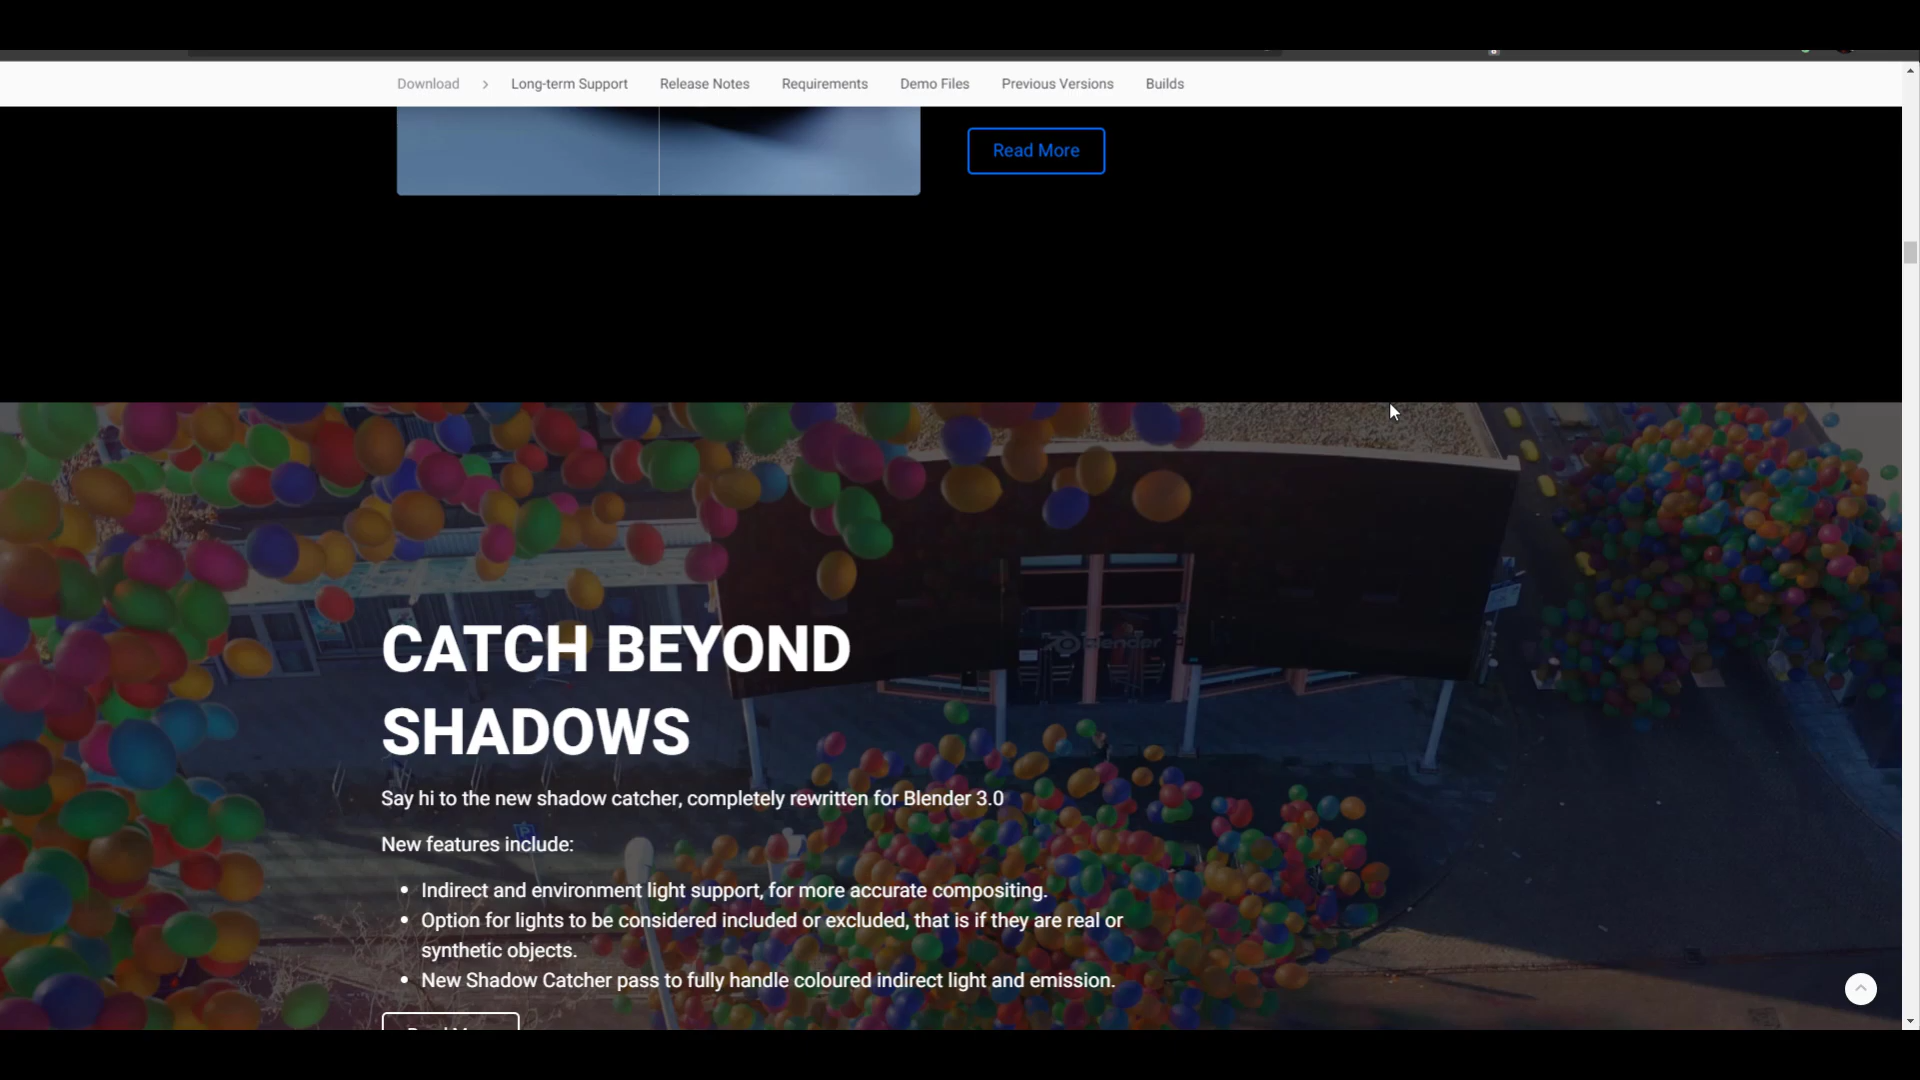 Download > Long-term Support Release Notes Requirements Demo Files Previous Versions Builds
Read More
blender
CATCH BEYOND
SHADOWS
Say hi to the new shadow catcher, completely rewritten for Blender 3.0
New features include:
• Indirect and environment light support, for more accurate compositing.
• Option for lights to be considered included or excluded, that is if they are real or
synthetic objects.
• New Shadow Catcher pass to fully handle coloured indirect light and emission.